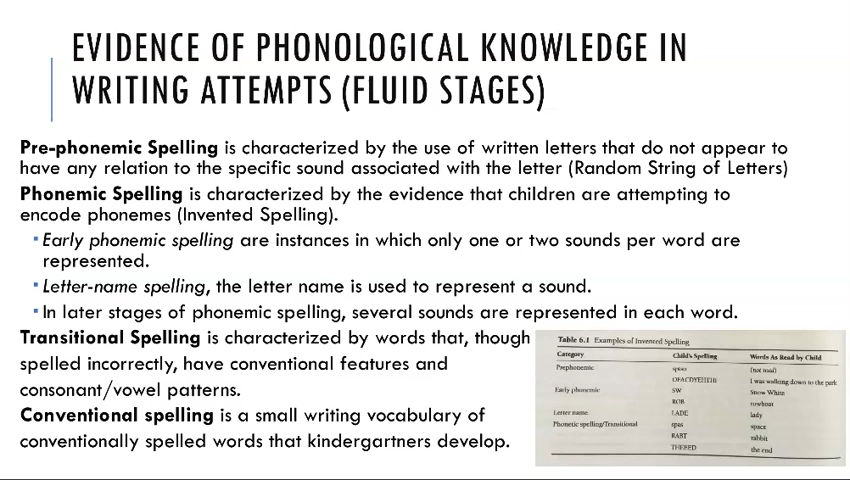 EVIDENCE OF PHONOLOGICAL KNOWLEDGE IN
WRITING ATTEMPTS (FLUID STAGES)
Pre-phonemic Spelling is characterized by the use of written letters that do not appear to
have any relation to the specific sound associated with the letter (Random String of Letters)
Phonemic Spelling is characterized by the evidence that children are attempting to
encode phonemes (Invented Spelling).
Early phonemic spelling are instances in which only one or two sounds per word are
represented.
Letter-name spelling, the letter name is used to represent a sound.
In later stages of phonemic spelling, several sounds are represented in each word.
Transitional Spelling is characterized by words that, though
spelled incorrectly, have conventional features and
consonant/vowel patterns.
Conventional spelling is a small writing vocabulary of
conventionally spelled words that kindergartners develop.
Table 6.1 Examples of Invented Spelling
Category Child's Spelling Words As Read by Child
Prephonemic (not read)
I was walking down to the park
Early phonemic SW Snow White
ROB rowboat
Letter name LADE lady
Phonetic spelling/Transitional spas space
RABT rabbit
THEEED the end